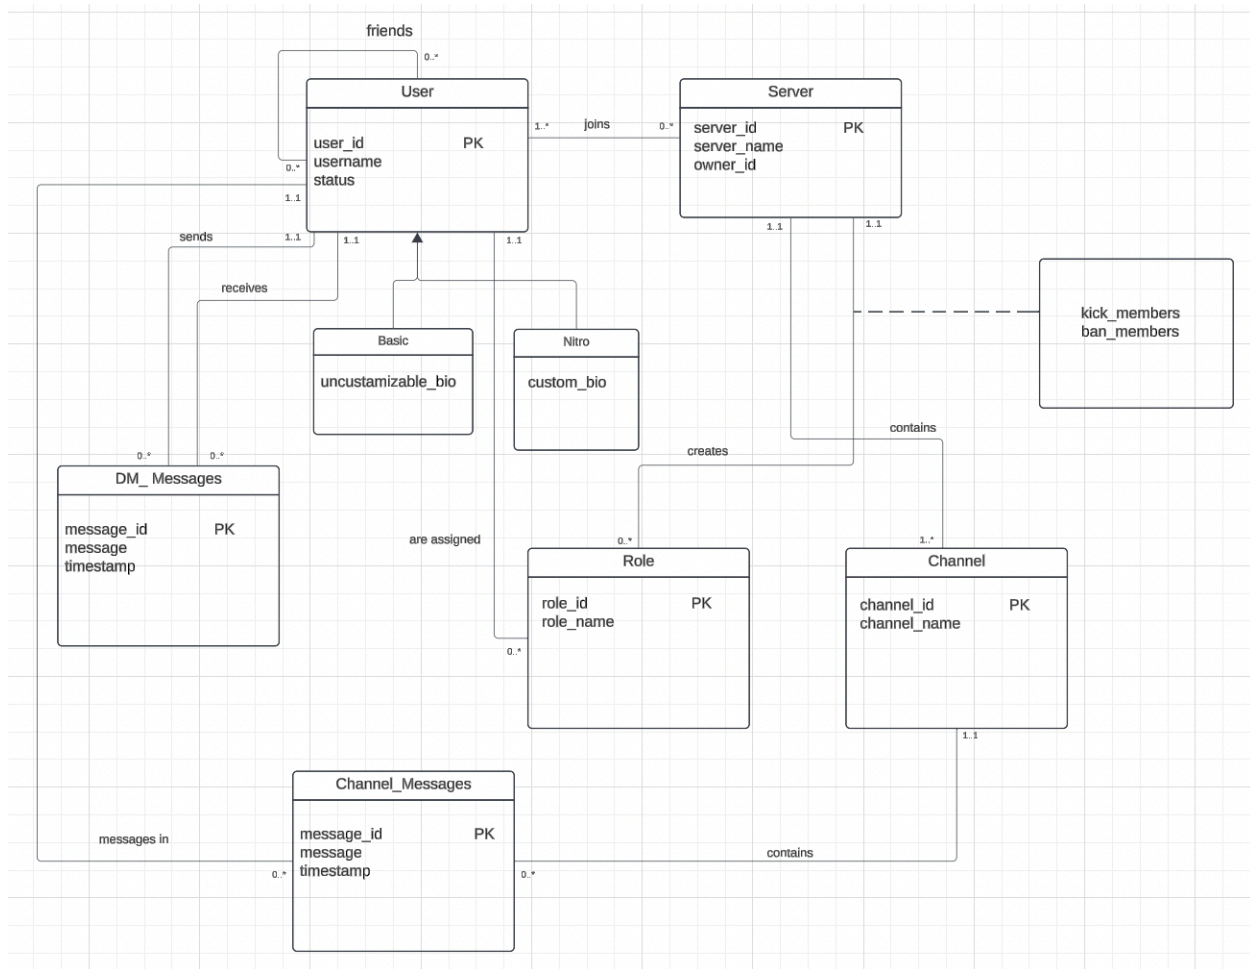 friends
0..*
User
Server
user_id PK
username
status
0..*
1..*
joins
0..*
server_id PK
server_name
owner_id
1..1
sends
1..1
1..1
1..1
1..1
1..1
receives
kick_members
ban_members
Basic
uncustamizable_bio
Nitro
custom_bio
contains
creates
0..*
0..*
DM_ Messages
message_id PK
message
timestamp
are assigned
0..*
1..*
Role
role_id PK
role_name
0..*
Channel
channel_id PK
channel_name
1..1
Channel_Messages
message_id PK
message
timestamp
messages in
0..*
contains
0..*